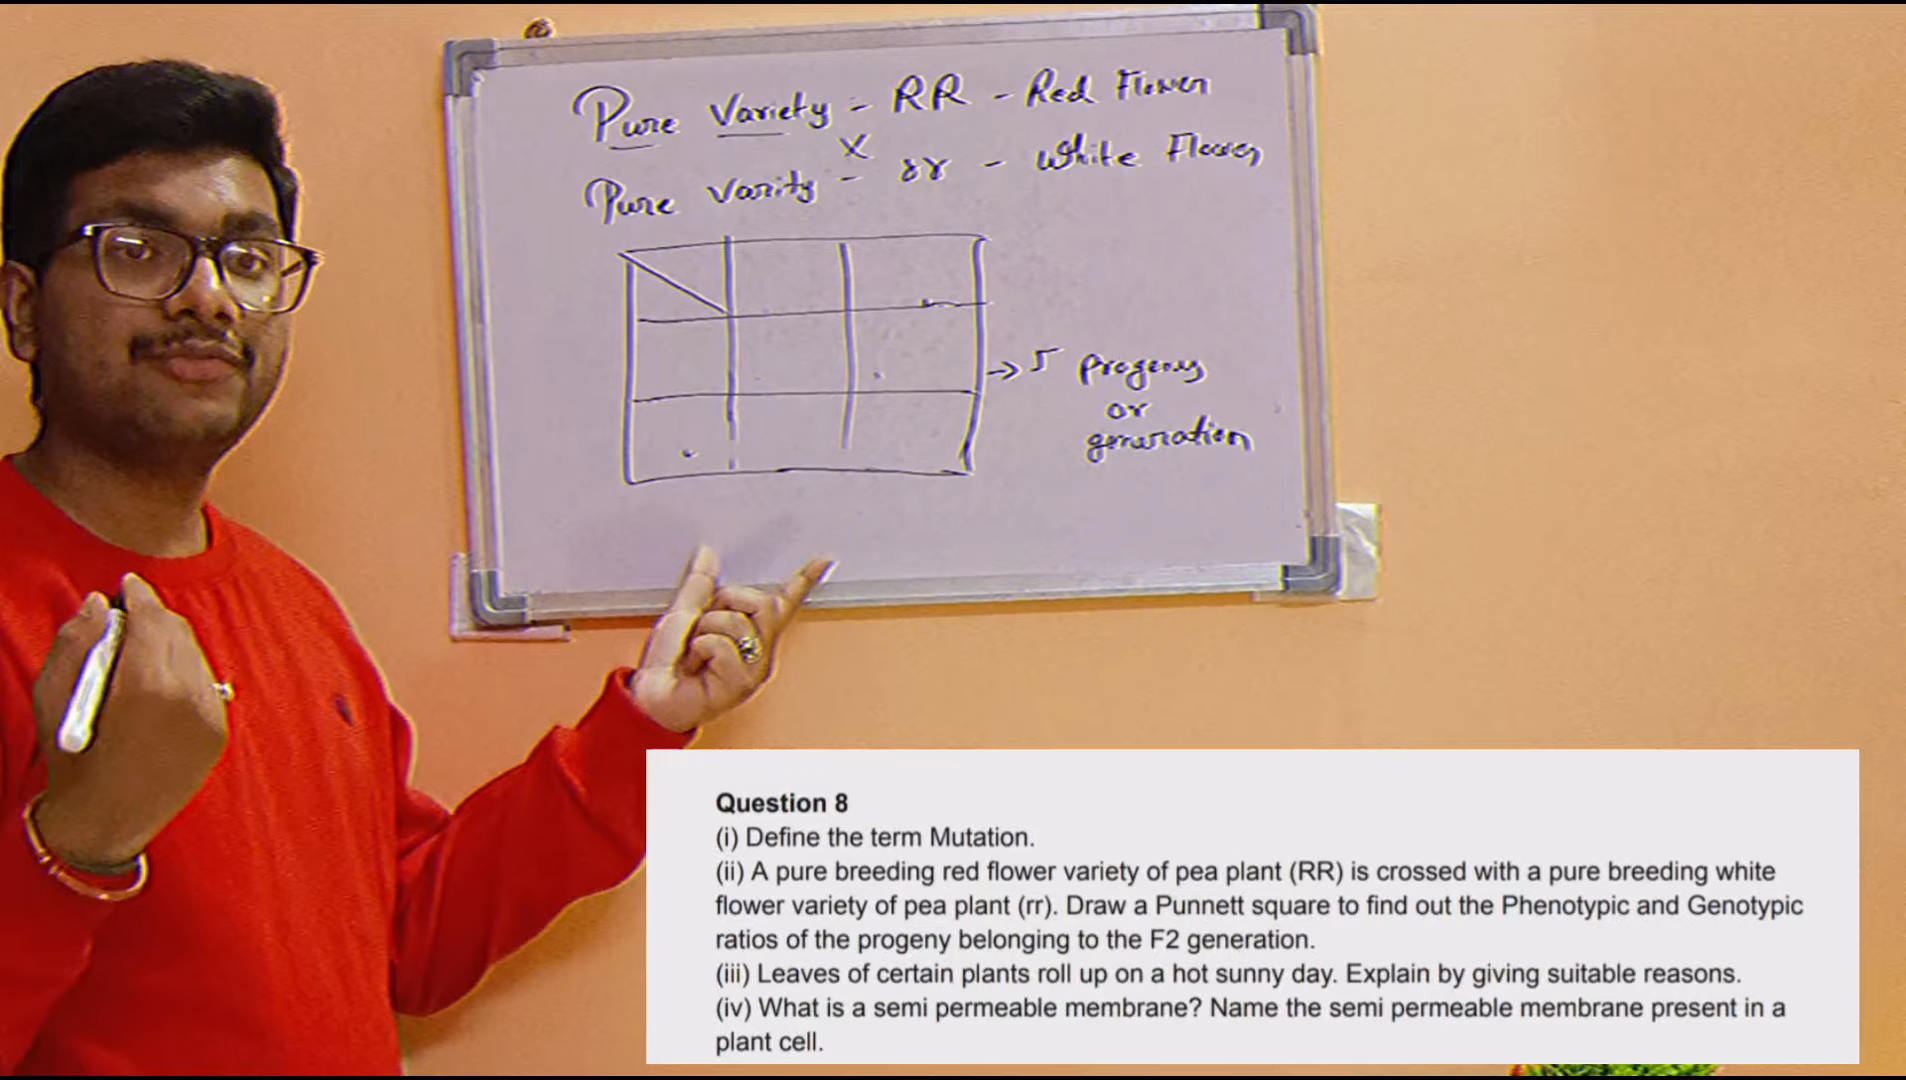 Pure Variety - RR - Red Flower
X
Pure Varity - rr - White Flower
→ 5 Progeny
or
generation
Question 8
(i) Define the term Mutation.
(ii) A pure breeding red flower variety of pea plant (RR) is crossed with a pure breeding white
flower variety of pea plant (rr). Draw a Punnett square to find out the Phenotypic and Genotypic
ratios of the progeny belonging to the F2 generation.
(iii) Leaves of certain plants roll up on a hot sunny day. Explain by giving suitable reasons.
(iv) What is a semi permeable membrane? Name the semi permeable membrane present in a
plant cell.